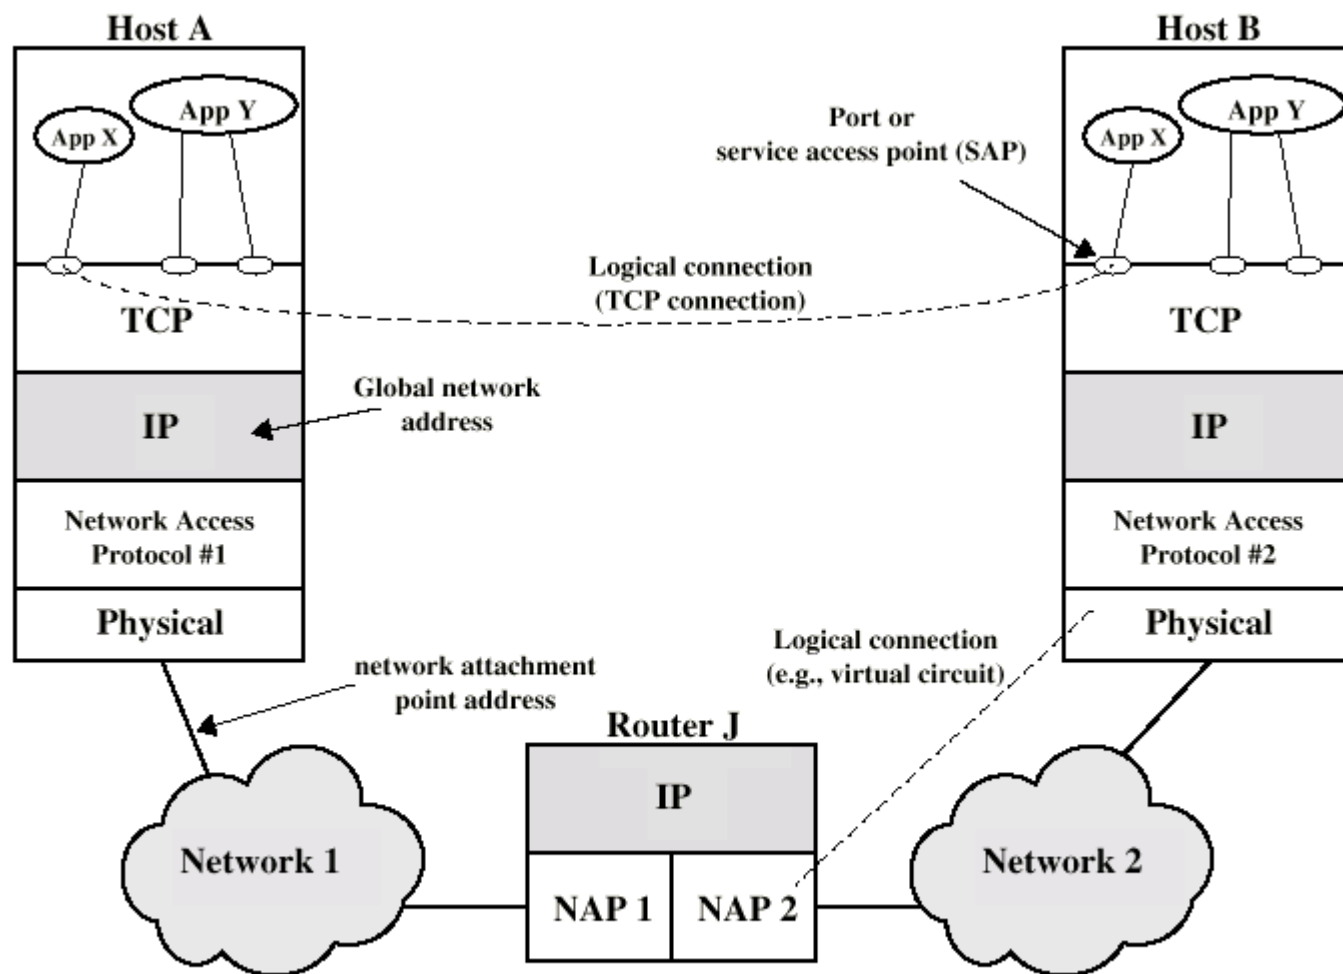 Host A
Host B
App X
App Y
Port or
service access point (SAP)
App X
App Y
Logical connection
(TCP connection)
TCP
TCP
Global network
address
IP
IP
Network Access
Protocol #1
Network Access
Protocol #2
Physical
Physical
Logical connection
(e.g., virtual circuit)
network attachment
point address
Router J
IP
Network 1
NAP 1
NAP 2
Network 2